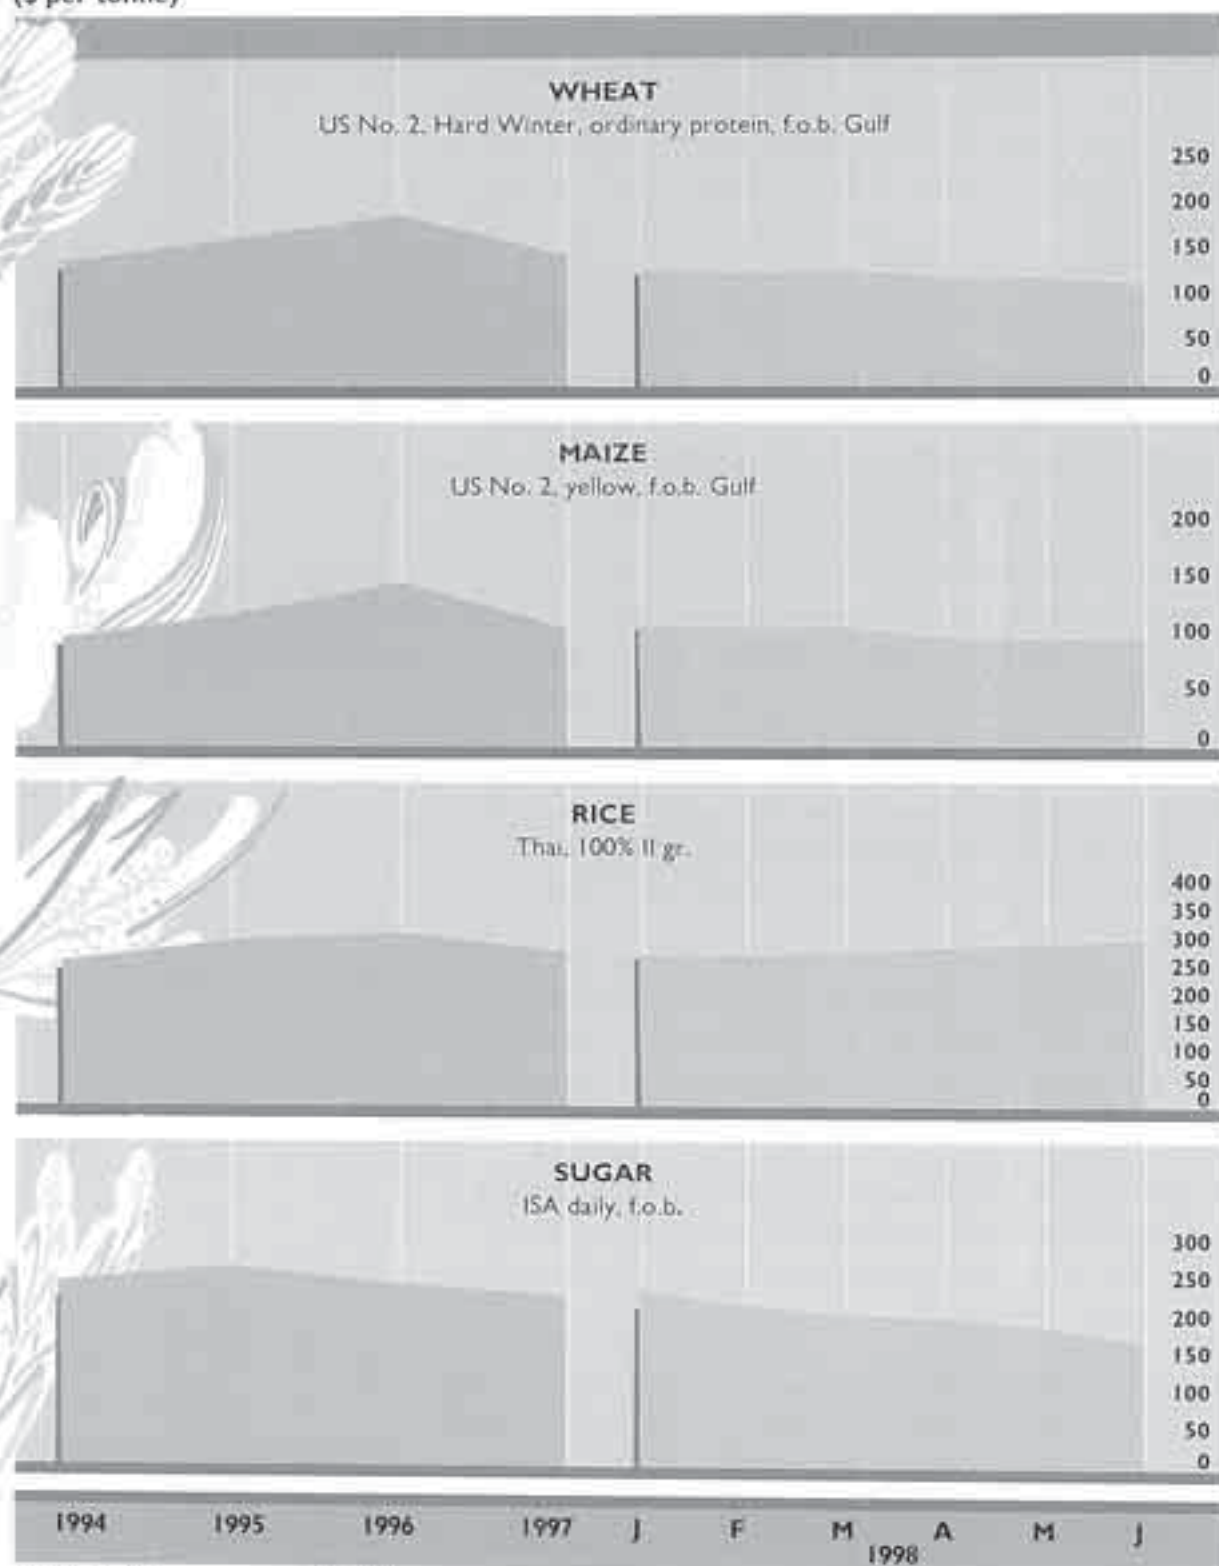 ($ per tonne)
WHEAT
US No. 2, Hard Winter, ordinary protein, f.o.b. Gulf
250
200
150
100
50
0
MAIZE
US No. 2, yellow, f.o.b. Gulf
200
150
100
50
0
RICE
Thai, 100% II gr.
400
350
300
250
200
150
100
50
0
SUGAR
ISA daily, f.o.b.
300
250
200
150
100
50
0
1994 1995 1996 1997 J F M A M J
1998